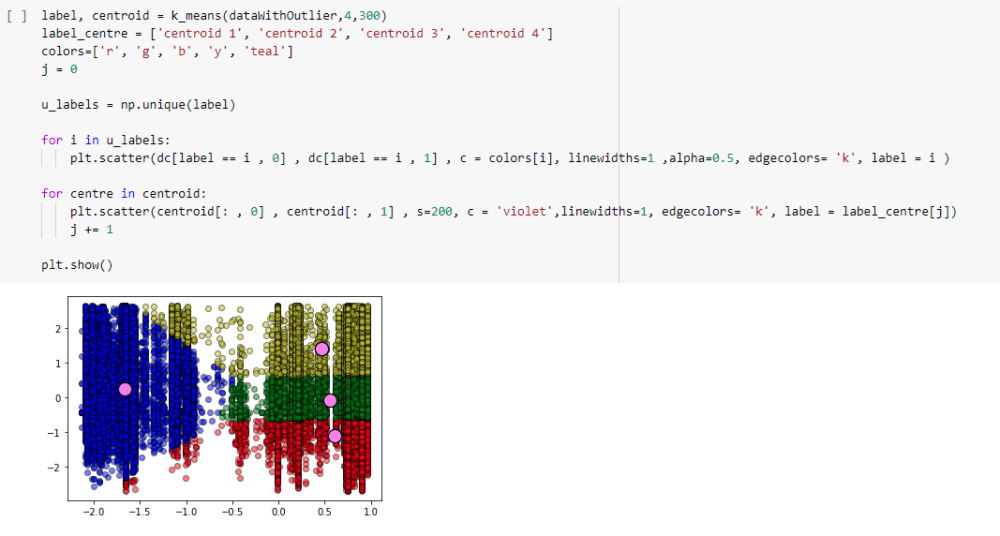 [ ] label, centroid = k_means(dataWithOutlier,4,300)
label_centre = ['centroid 1', 'centroid 2', 'centroid 3', 'centroid 4']
colors=['r', 'g', 'b', 'y', 'teal']
j = 0
u_labels = np.unique(label)
for i in u_labels:
plt.scatter(dc[label == i , 0] , dc[label == i , 1] , c = colors[i], linewidths=1 ,alpha=0.5, edgecolors= 'k', label = i )
for centre in centroid:
plt.scatter(centroid[: , 0] , centroid[: , 1] , s=200, c = 'violet',linewidths=1, edgecolors= 'k', label = label_centre[j])
j += 1
plt.show()
2
1
0
−1
−2
−2.0 −1.5 −1.0 −0.5 0.0 0.5 1.0